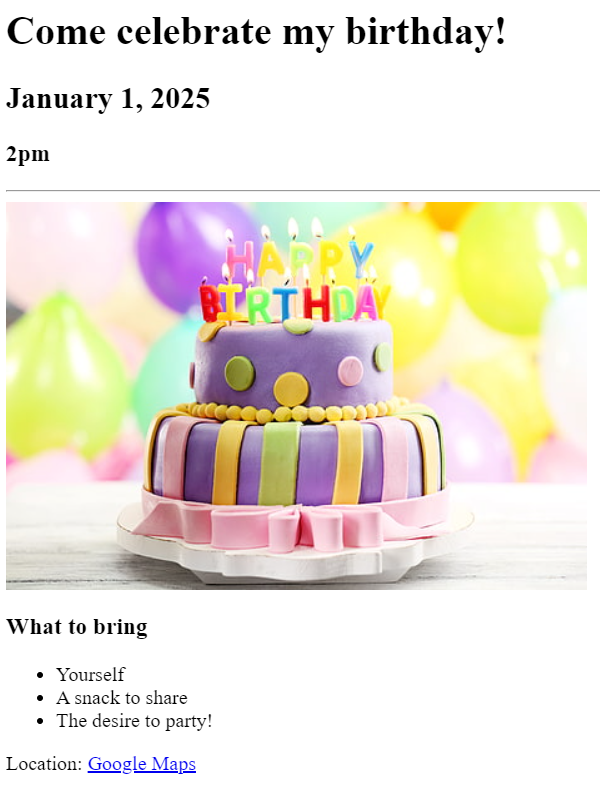 Come celebrate my birthday!
January 1, 2025
2pm
HAPPY
BIRTHDAY
What to bring
Yourself
A snack to share
The desire to party!
Location: Google Maps